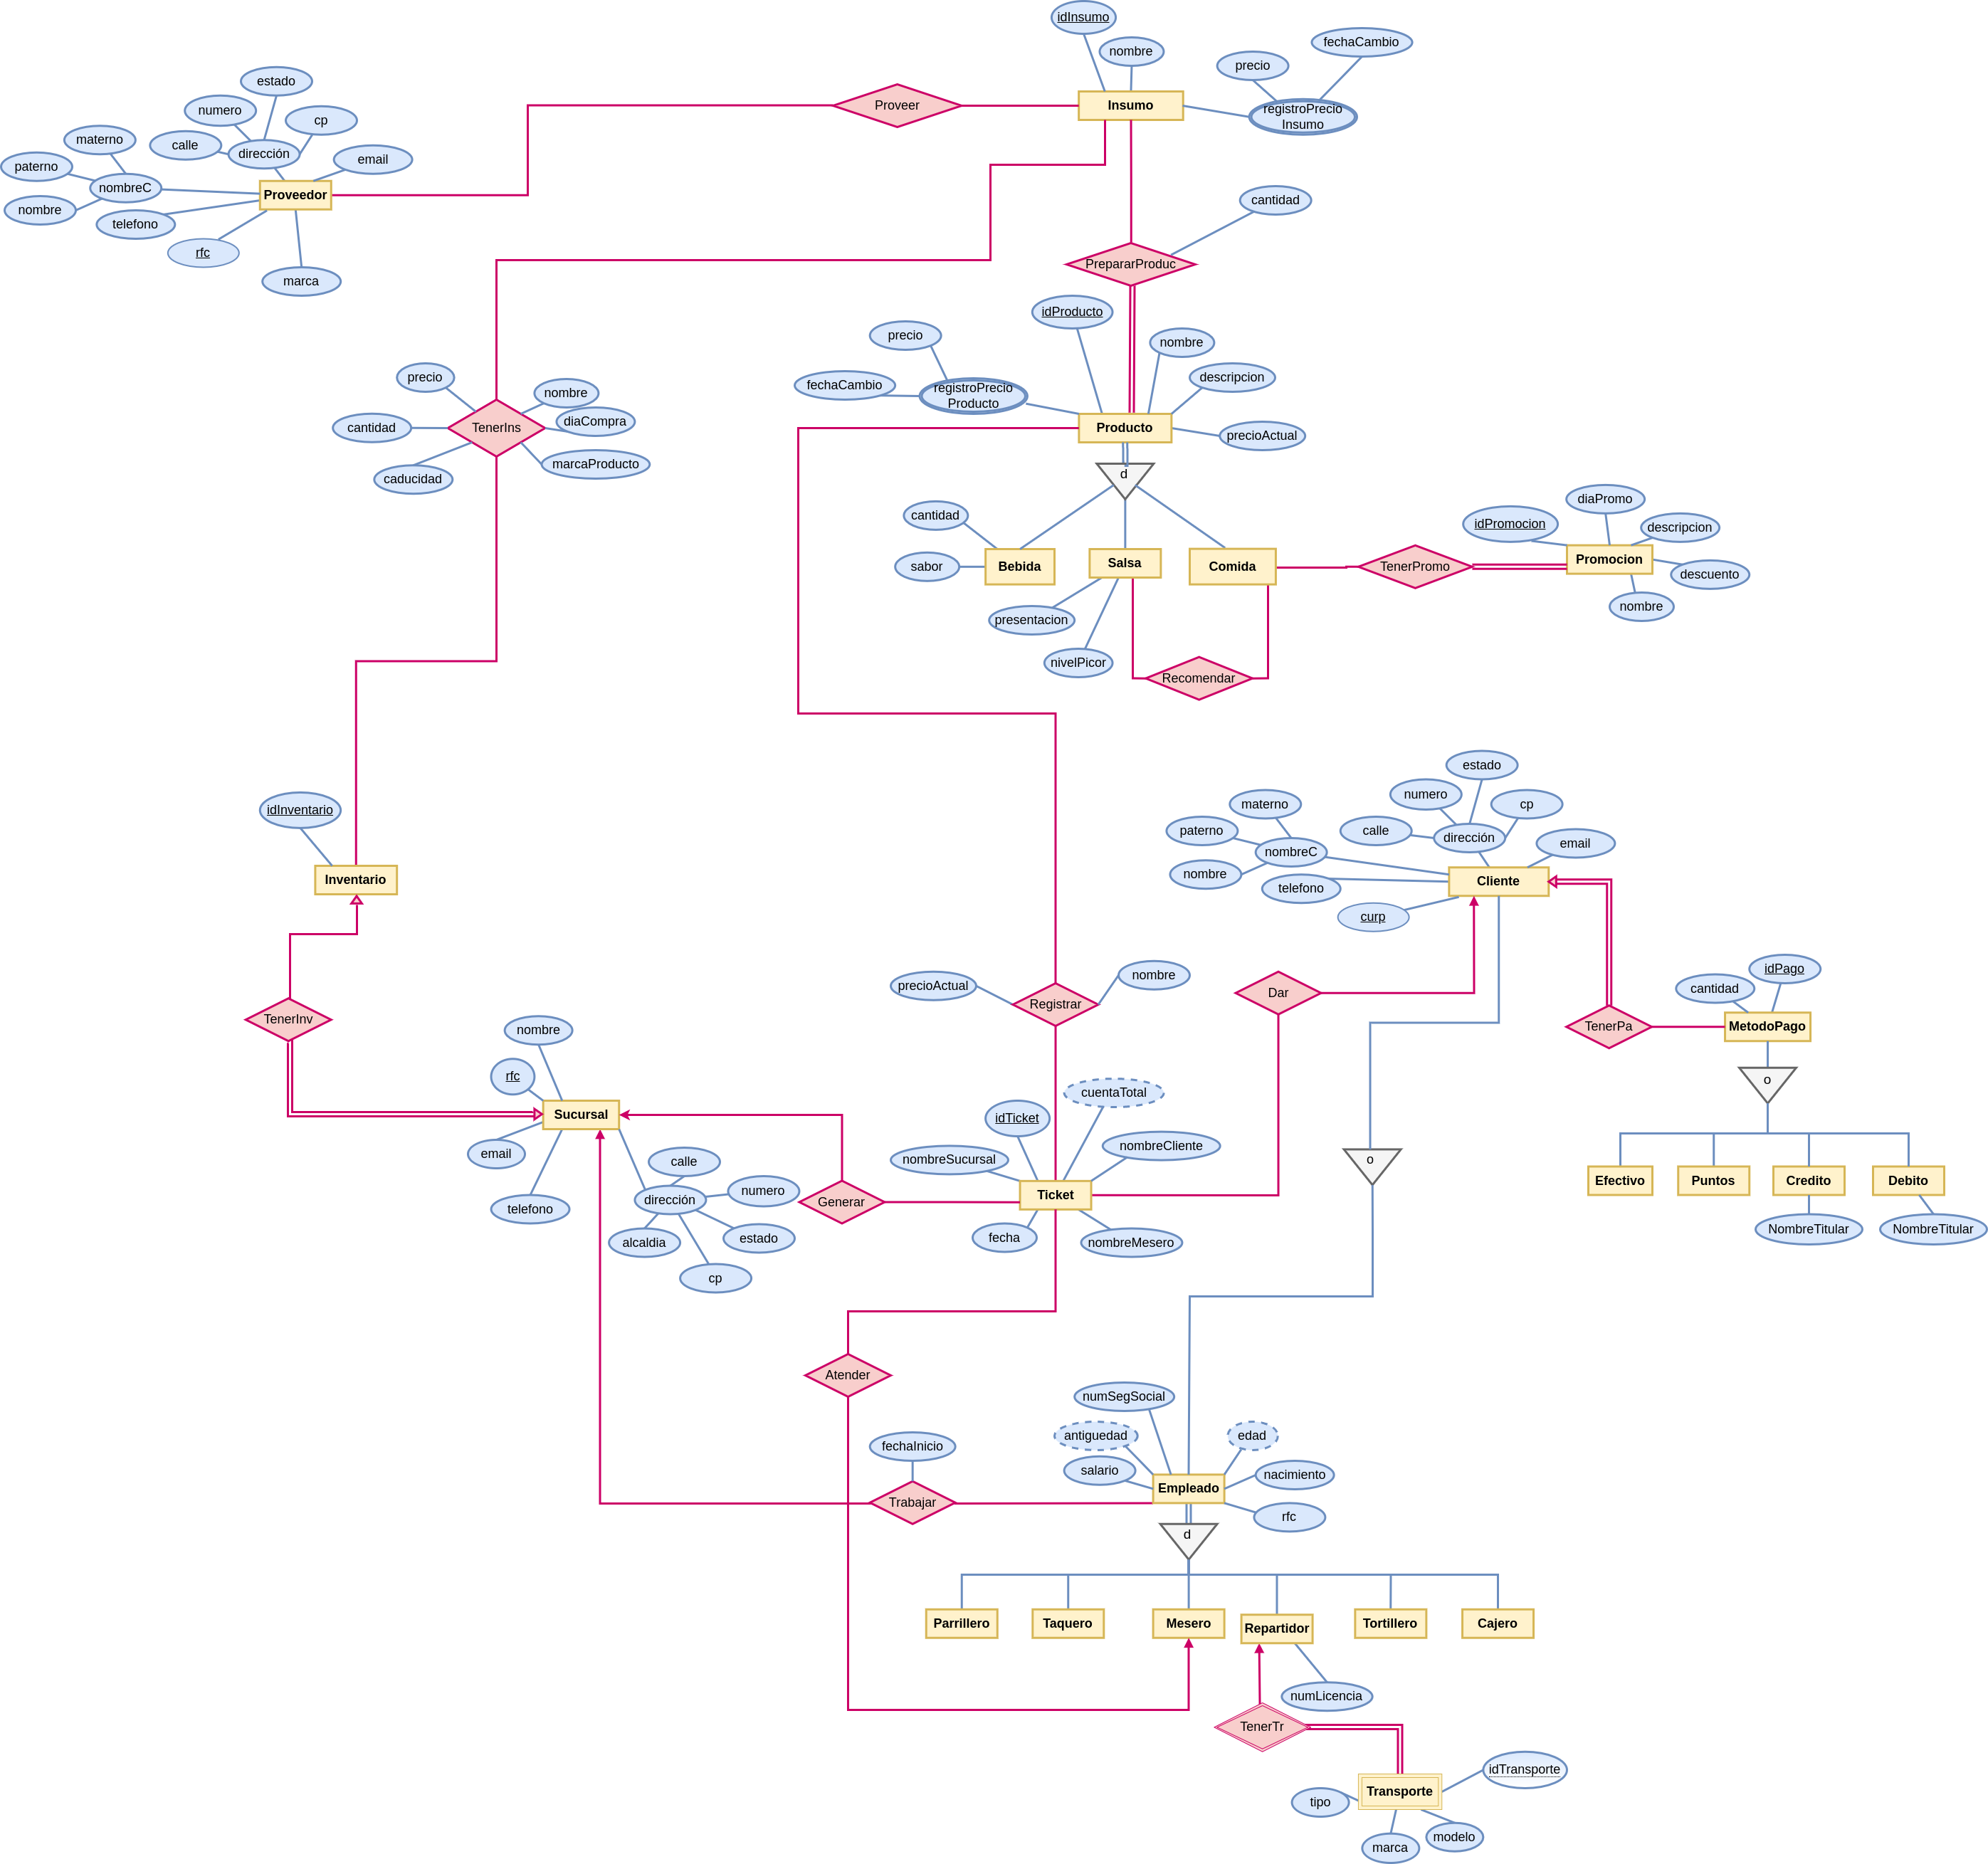 idInsumo
nombre
precio
fechaCambio
registroPrecio
Insumo
Insumo
Proveer
estado
numero
cp
calle
dirección
materno
paterno
nombreC
nombre
telefono
email
Proveedor
rfc
marca
cantidad
PrepararProduc
idProducto
precio
nombre
fechaCambio
registroPrecio
Producto
descripcion
Producto
precioActual
d
precio
nombre
cantidad
TenerIns
diaCompra
marcaProducto
caducidad
cantidad
sabor
Bebida
Salsa
Comida
presentacion
nivelPicor
Recomendar
TenerPromo
idPromocion
diaPromo
descripcion
Promocion
descuento
nombre
idInventario
Inventario
TenerInv
estado
numero
cp
materno
paterno
calle
dirección
email
nombreC
nombre
telefono
Cliente
curp
precioActual
Registrar
nombre
Dar
TenerPa
cantidad
idPago
MetodoPago
o
Efectivo
Puntos
Credito
Debito
NombreTitular
NombreTitular
nombre
rfc
Sucursal
email
telefono
calle
dirección
numero
alcaldia
estado
cp
Generar
cuentaTotal
idTicket
nombreSucursal
nombreCliente
Ticket
fecha
nombreMesero
o
Atender
fechaInicio
Trabajar
numSegSocial
antiguedad
edad
salario
nacimiento
Empleado
rfc
d
Parrillero
Taquero
Mesero
Repartidor
Tortillero
Cajero
numLicencia
TenerTr
idTransporte
Transporte
tipo
marca
modelo